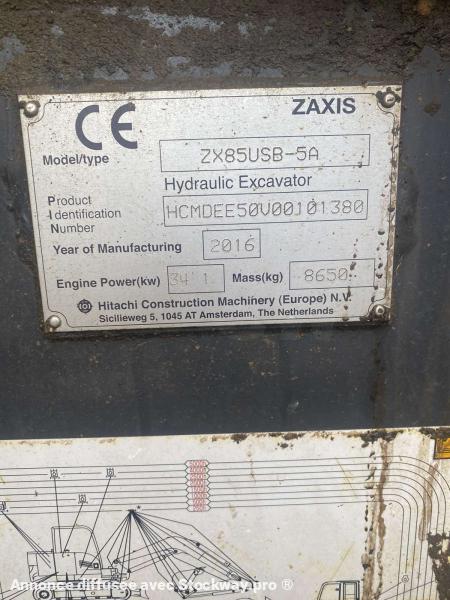 CE
ZAXIS
Model/type ZX85USB-5A
Hydraulic Excavator
Product
Identification HCMDEE50V00101380
Number
Year of Manufacturing 2016
Engine Power(kw) 34 1 Mass(kg) 8650
Hitachi Construction Machinery (Europe) N.V.
Sicilieweg 5, 1045 AT Amsterdam, The Netherlands
Annonce diffusée avec Stockway.pro ®